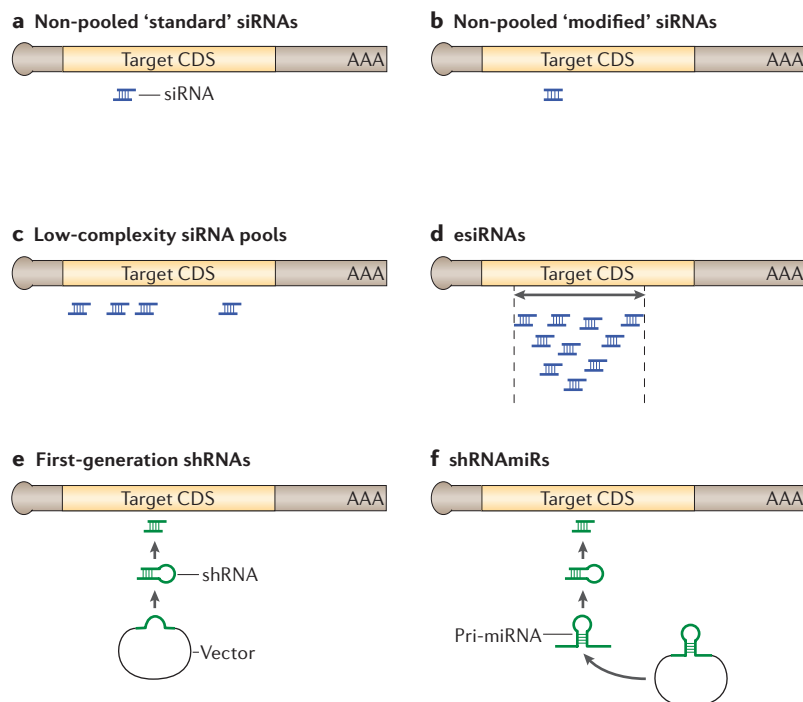 a Non-pooled ‘standard’ siRNAs
Target CDS
AAA
siRNA
b Non-pooled ‘modified’ siRNAs
Target CDS
AAA
c Low-complexity siRNA pools
Target CDS
AAA
d esiRNAs
Target CDS
AAA
e First-generation shRNAs
Target CDS
AAA
shRNA
Vector
f shRNAmiRs
Target CDS
AAA
Pri-miRNA